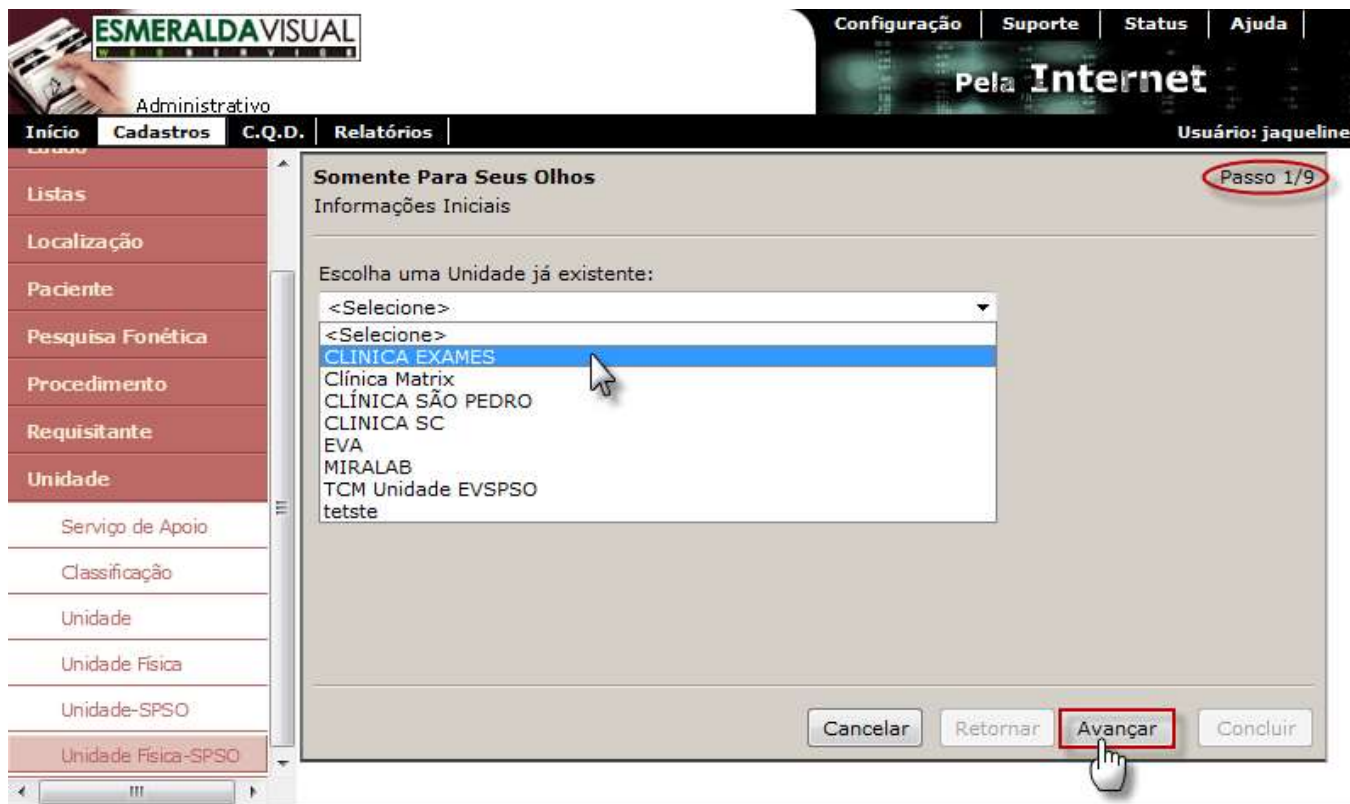 ESMERALDAVISUAL
WEB SERVICE
Administrativo
Configuração
Suporte
Status
Ajuda
Pela Internet
Início
Cadastros
C.Q.D.
Relatórios
Usuário: jaqueline
Listas
Localização
Paciente
Pesquisa Fonética
Procedimento
Requisitante
Unidade
Serviço de Apoio
Classificação
Unidade
Unidade Física
Unidade-SPSO
Unidade Física-SPSO
Somente Para Seus Olhos
Passo 1/9
Informações Iniciais
Escolha uma Unidade já existente:
<Selecione>
<Selecione>
CLINICA EXAMES
Clínica Matrix
CLÍNICA SÃO PEDRO
CLINICA SC
EVA
MIRALAB
TCM Unidade EVSPSO
tetste
Cancelar
Retornar
Avançar
Concluir